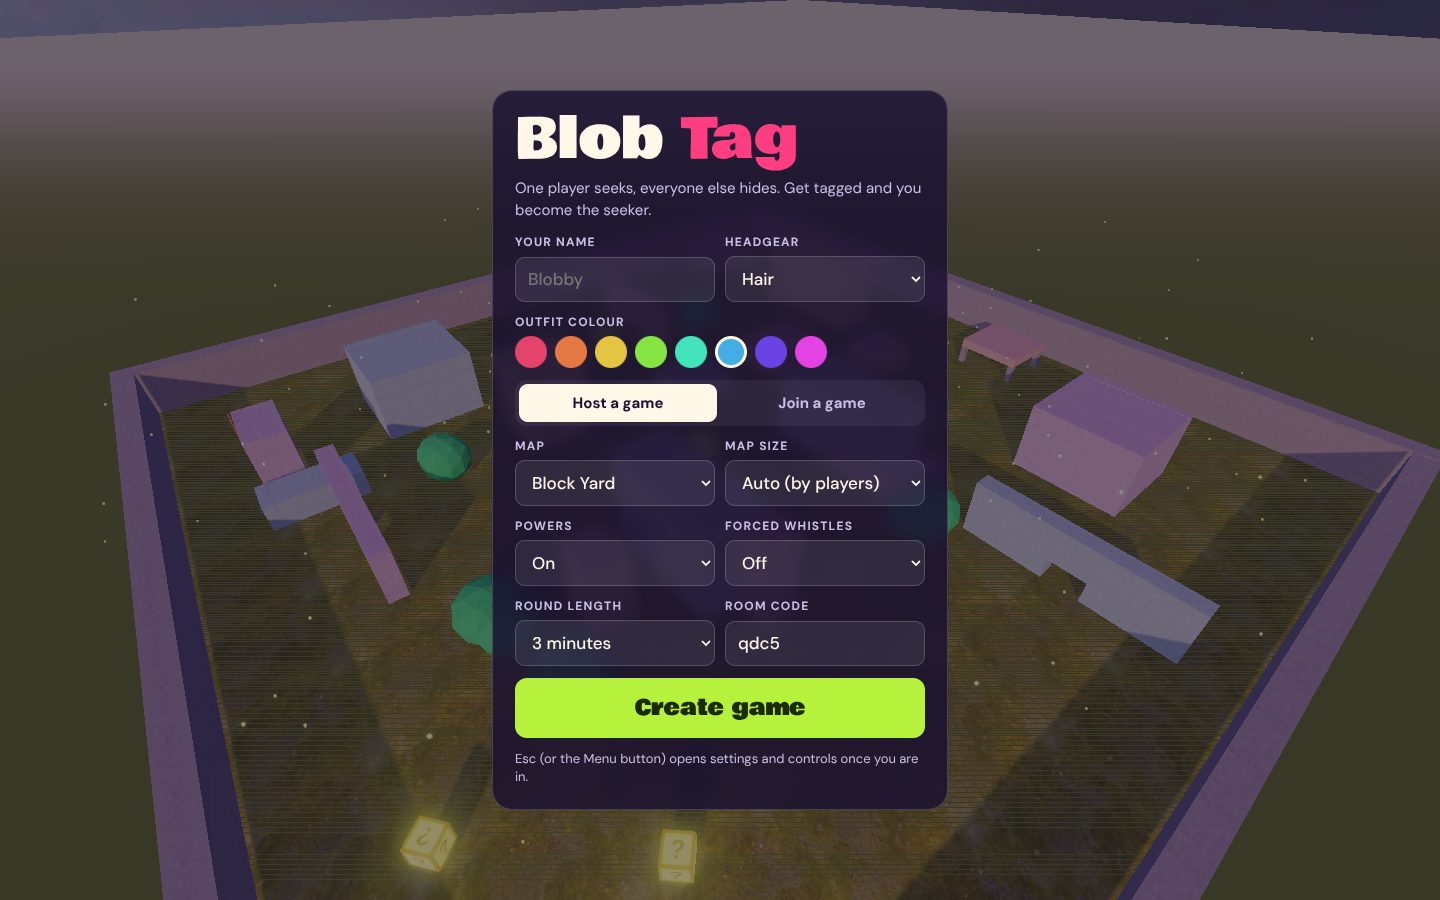 Blob Tag
One player seeks, everyone else hides. Get tagged and you
become the seeker.
YOUR NAME
HEADGEAR
Blobby
Hair
OUTFIT COLOUR
Host a game
Join a game
MAP
MAP SIZE
Block Yard
Auto (by players)
POWERS
FORCED WHISTLES
On
Off
ROUND LENGTH
ROOM CODE
3 minutes
qdc5
Create game
Esc (or the Menu button) opens settings and controls once you are
in.
?
?